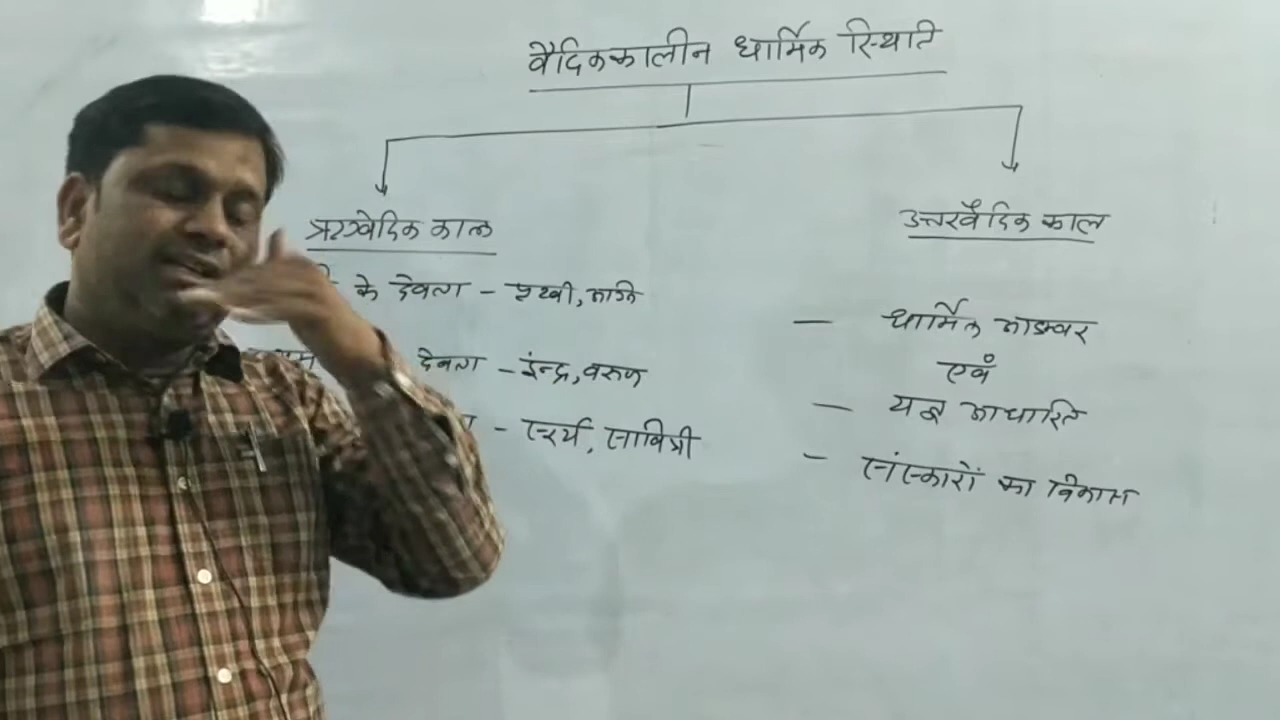 वैदिककालीन धार्मिक स्थिति
ऋग्वेदिक काल
के देवता - पृथ्वी, अग्नि
देवता - इंन्द्र, वरुण
- सूर्य, सावित्री
उत्तरवैदिक काल
- धार्मिक आडम्बर
एवं
- यज्ञ आधारित
- संस्कारों का विकास